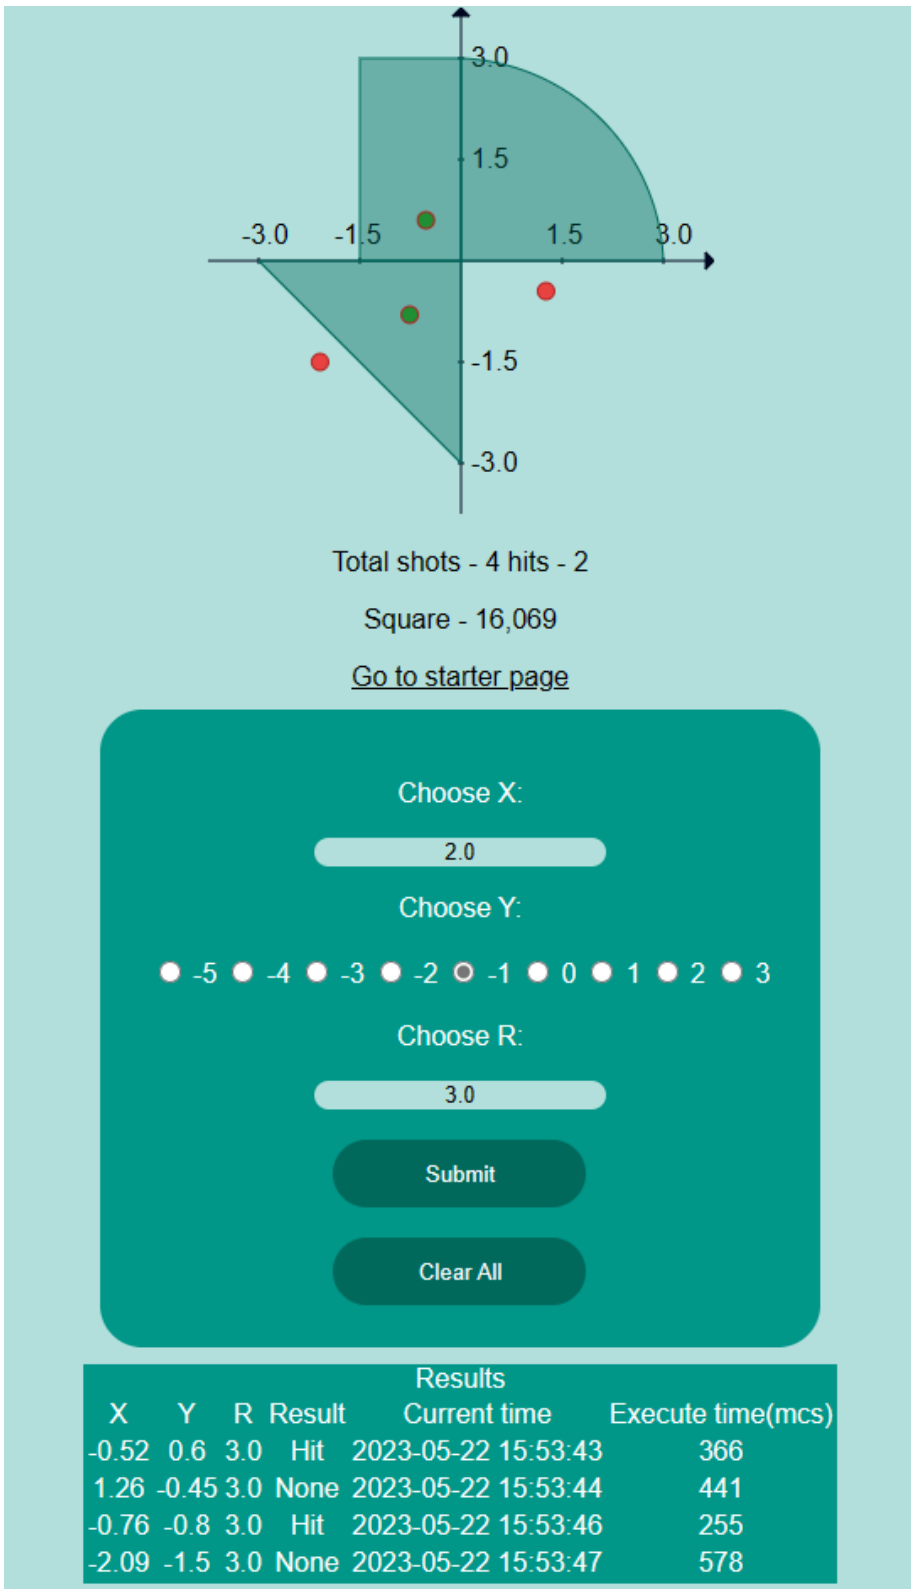 3.0
1.5
-3.0 -1.5 1.5 3.0
-1.5
-3.0
Total shots - 4 hits - 2
Square - 16,069
Go to starter page
Choose X:
2.0
Choose Y:
-5 -4 -3 -2 -1 0 1 2 3
Choose R:
3.0
Submit
Clear All
Results
X Y R Result Current time Execute time(mcs)
-0.52 0.6 3.0 Hit 2023-05-22 15:53:43 366
1.26 -0.45 3.0 None 2023-05-22 15:53:44 441
-0.76 -0.8 3.0 Hit 2023-05-22 15:53:46 255
-2.09 -1.5 3.0 None 2023-05-22 15:53:47 578